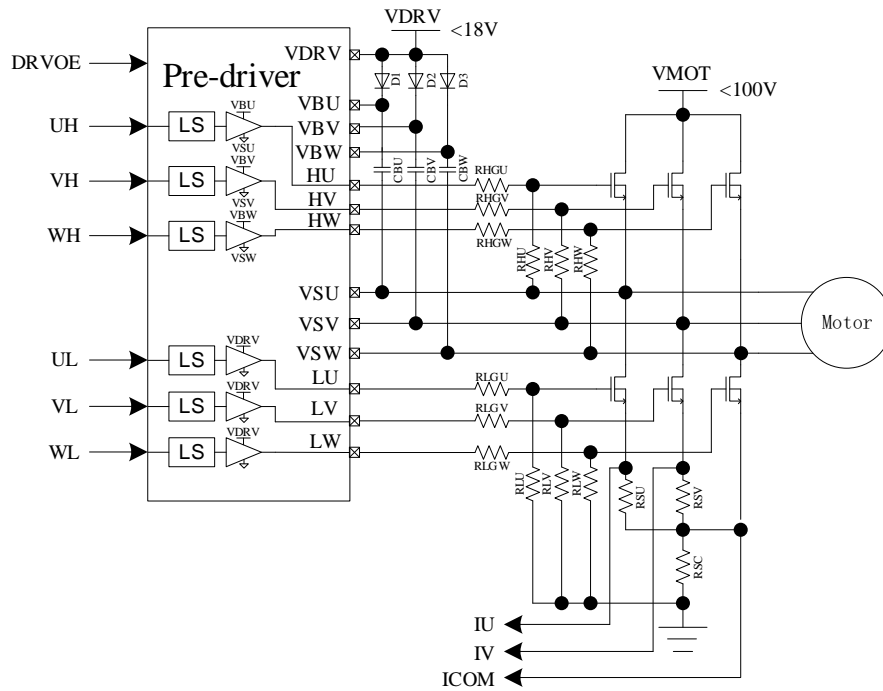 VDRV
<18V
DRVOE
VDRV
Pre-driver
D1
D2
D3
VMOT
<100V
VBU
VBU
UH
LS
VBV
VSU
VBW
CBU
CBV
CBW
VBV
VH
LS
HU
RHGU
VSV
HV
RHGV
VBW
HW
RHGW
WH
LS
VSW
RHU
RHV
RHW
VSU
VSV
Motor
VSW
VDRV
UL
LS
LU
RLGU
VDRV
VL
LS
LV
RLGV
VDRV
WL
LS
LW
RLGW
RLU
RLV
RLW
RSU
RSV
RSC
IU
IV
ICOM